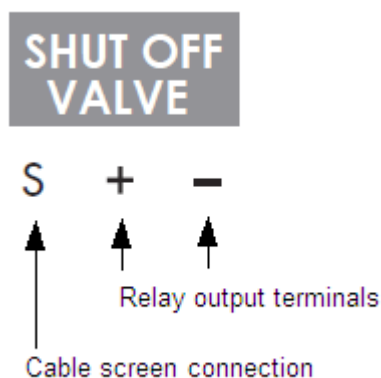 SHUT OFF
VALVE
S + −
Relay output terminals
Cable screen connection